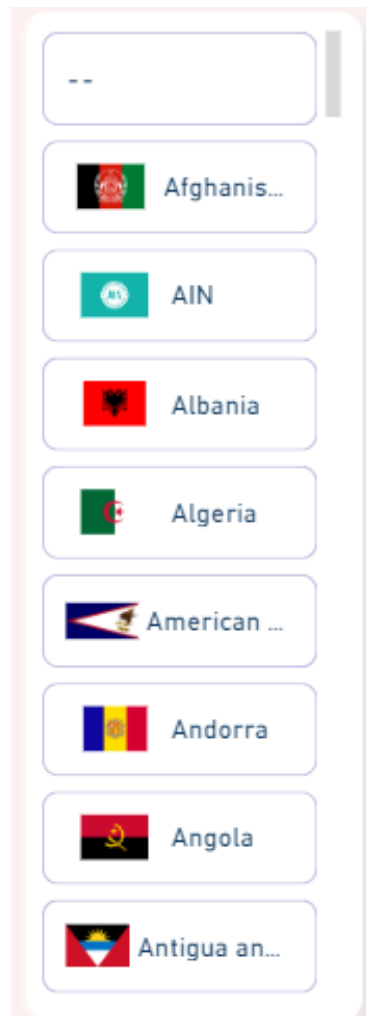 --
Afghanis...
AIN
Albania
Algeria
American ...
Andorra
Angola
Antigua an...